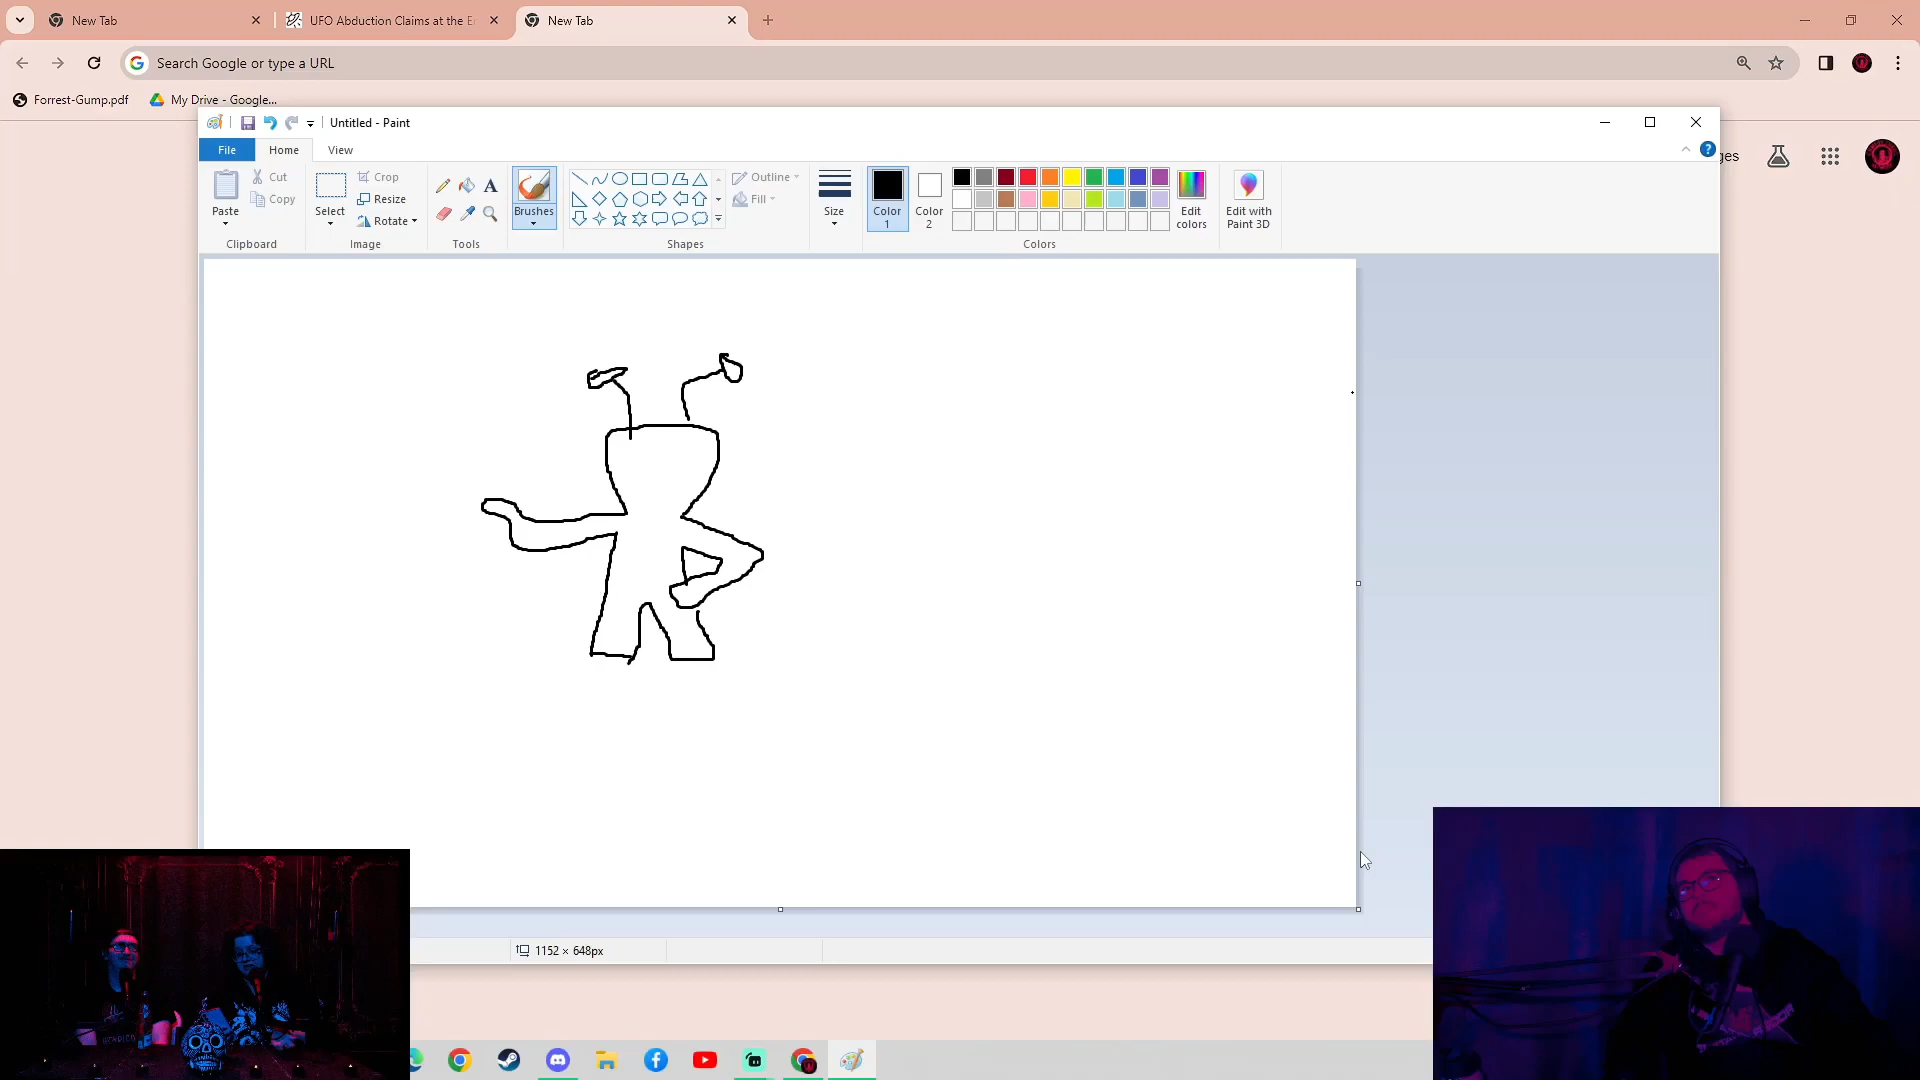 New Tab
UFO Abduction Claims at the E
New Tab
Search Google or type a URL
Forrest-Gump.pdf
My Drive - Google...
Untitled - Paint
File
Home
View
Paste
Cut
Copy
Clipboard
Select
Crop
Resize
Rotate
Image
A
Tools
Brushes
Shapes
Outline
Fill
Size
Color 1
Color 2
Edit colors
Colors
Edit with Paint 3D
ges
1152 × 648px